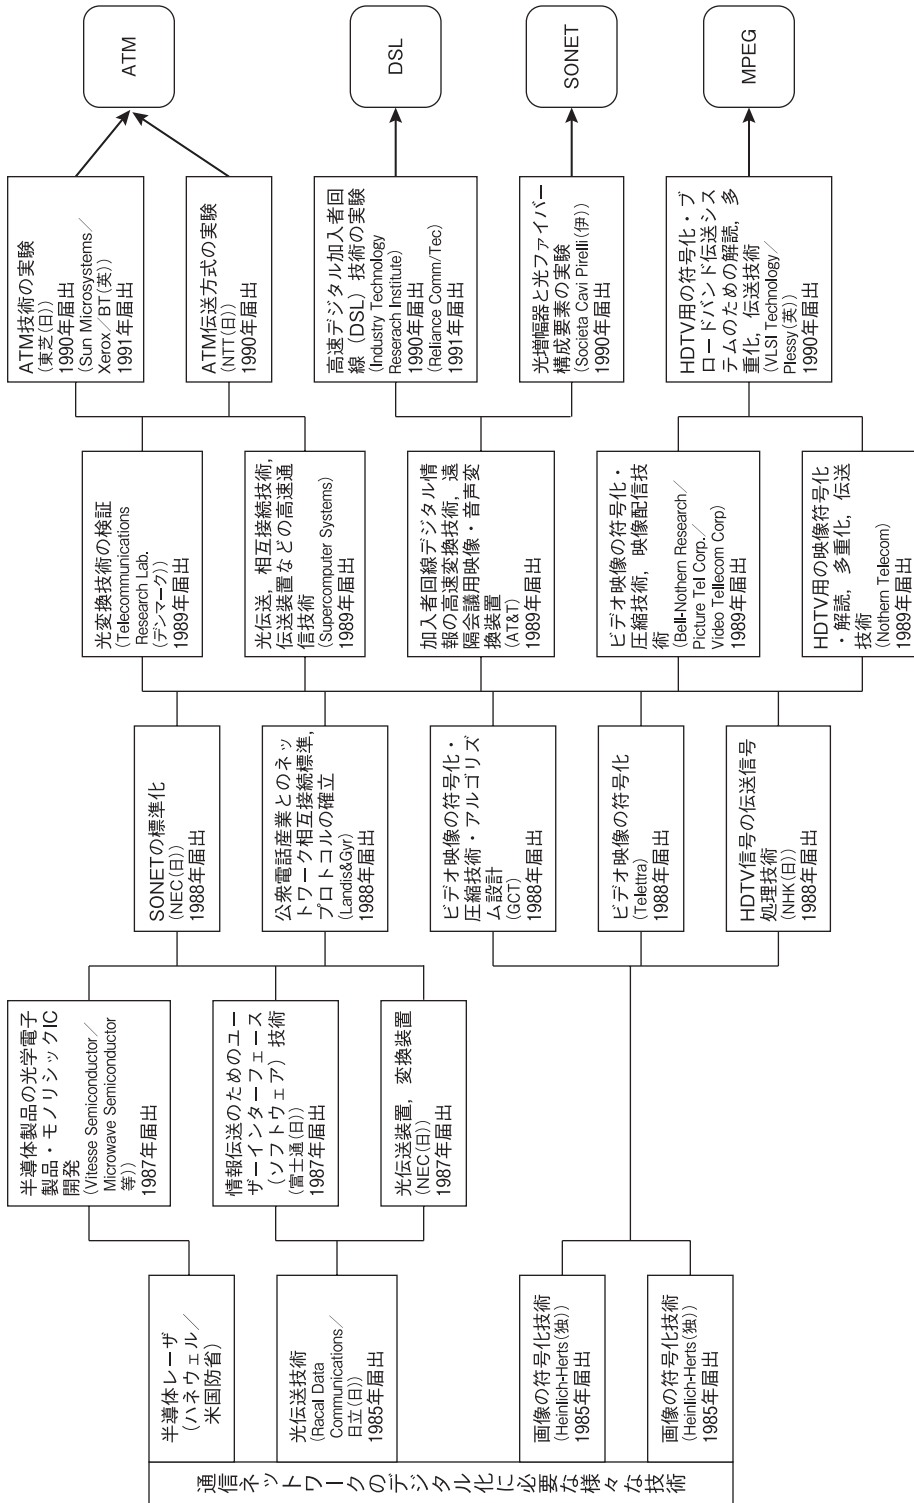 通信ネットワークのデジタル化に必要な様々な技術
半導体レーザ
(ハネウェル/
米国防省)
光伝送技術
(Racal Data
Communications/
日立(日))
1985年届出
画像の符号化技術
(Heinlich-Herts(独))
1985年届出
画像の符号化技術
(Heinlich-Herts(独))
1985年届出
半導体製品の光学電子
製品・モノリシックIC
開発
(Vitesse Semiconductor/
Microwave Semiconductor
等))
1987年届出
情報伝送のためのユー
ザーインターフェース
(ソフトウェア)技術
(富士通(日))
1987年届出
光伝送装置, 変換装置
(NEC(日))
1987年届出
SONETの標準化
(NEC(日))
1988年届出
公衆電話産業とのネッ
トワーク相互接続標準,
プロトコルの確立
(Landis&Gyr)
1988年届出
ビデオ映像の符号化・
圧縮技術・アルゴリズ
ム設計
(GCT)
1988年届出
ビデオ映像の符号化
(Telettra)
1988年届出
HDTV信号の伝送信号
処理技術
(NHK(日))
1988年届出
光変換技術の検証
(Telecommunications
Research Lab.
(デンマーク))
1989年届出
光伝送, 相互接続技術,
伝送装置などの高速通
信技術
(Supercomputer Systems)
1989年届出
加入者回線デジタル情
報の高速変換技術, 遠
隔会議用映像・音声変
換装置
(AT&T)
1989年届出
ビデオ映像の符号化・
圧縮技術, 映像配信技
術
(Bell-Nothern Research/
Picture Tel Corp./
Video Tellecom Corp)
1989年届出
HDTV用の映像符号化
・解読, 多重化, 伝送
技術
(Nothern Telecom)
1989年届出
ATM技術の実験
(東芝(日))
1990年届出
(Sun Microsystems/
Xerox/BT(英))
1991年届出
ATM伝送方式の実験
(NTT(日))
1990年届出
高速デジタル加入者回
線(DSL)技術の実験
(Industry Technology
Reserach Institute)
1990年届出
(Reliance Comm/Tec)
1991年届出
光増幅器と光ファイバー
構成要素の実験
(Societa Cavi Pirelli(伊))
1990年届出
HDTV用の符号化・ブ
ロードバンド伝送シス
テムのための解読, 多
重化, 伝送技術
(VLSI Technology/
Plessy(英))
1990年届出
ATM
DSL
SONET
MPEG